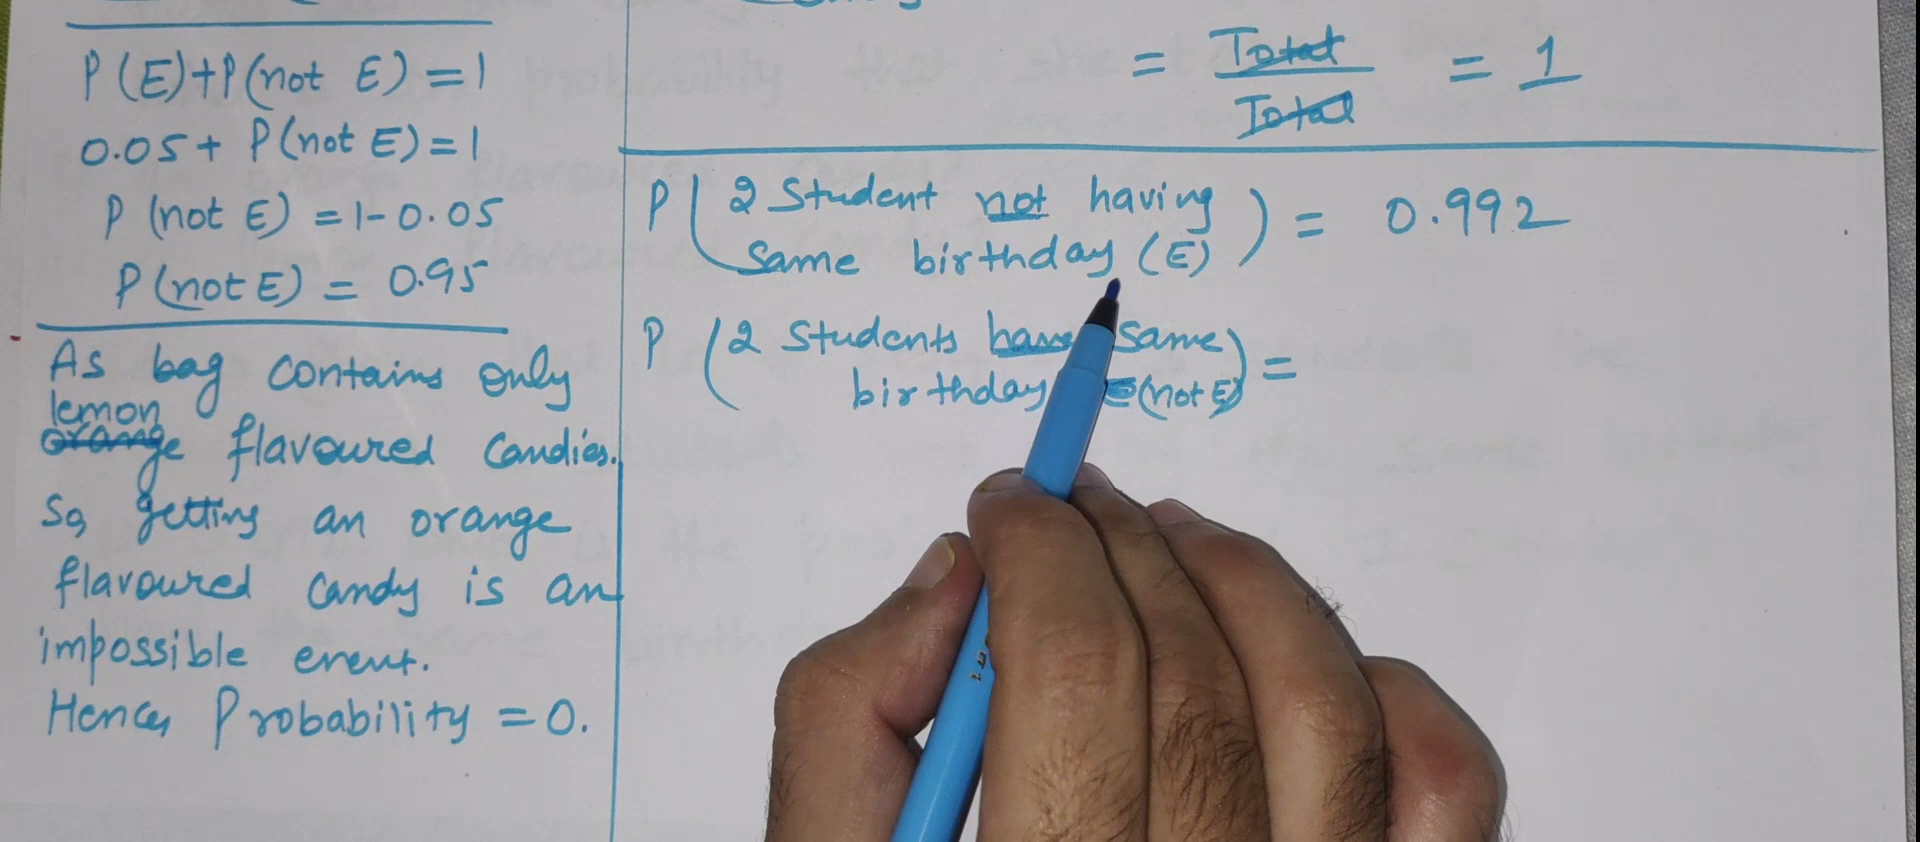 P(E)+P(not E)=1
0.05+ P(not E)=1
P (not E) =1-0.05
P(not E) = 0.95
As bag contains only
lemon
orange flavoured candies.
So, getting an orange
flavoured candy is an
impossible event.
Hence, Probability =0.
= Total / Total = 1
P( 2 Student not having
same birthday (E) ) = 0.992
P ( 2 Students have same
birthday (not E) ) =